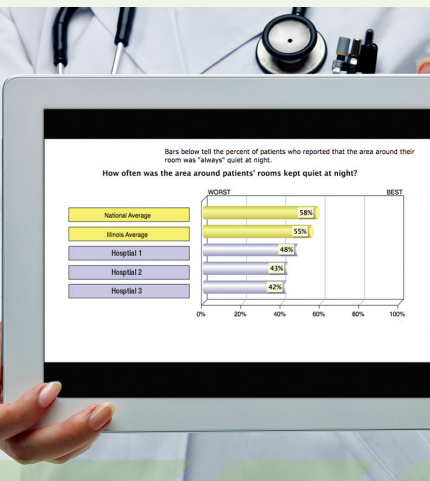 Bars below tell the percent of patients who reported that the area around their
room was "always" quiet at night.
How often was the area around patients' rooms kept quiet at night?
WORST BEST
National Average 58%
Illinois Average 55%
Hosptial 1 48%
Hosptial 2 43%
Hosptial 3 42%
0% 20% 40% 60% 80% 100%